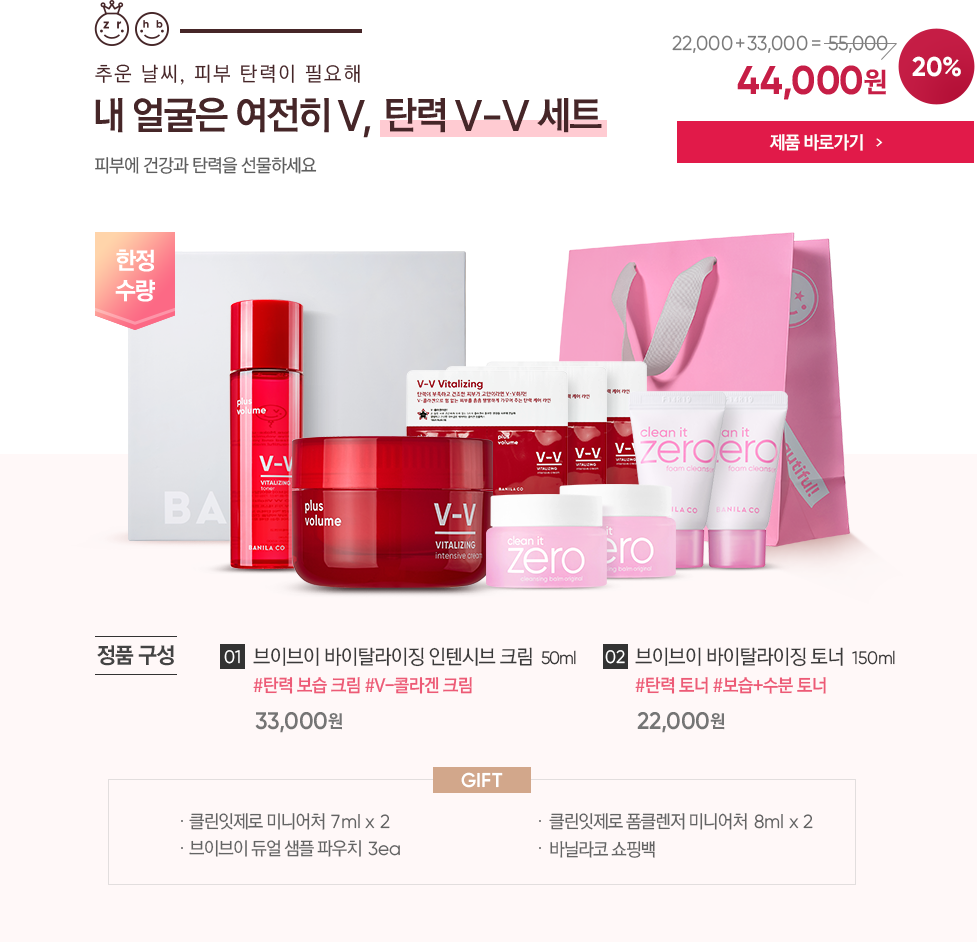 zr hb
추운 날씨, 피부 탄력이 필요해
내 얼굴은 여전히 V, 탄력 V-V 세트
피부에 건강과 탄력을 선물하세요
22,000+33,000= 55,000
44,000원
20%
제품 바로가기 >
한정
수량
BA
plus
volume
V-V
VITALIZING
toner
BANILA CO
plus
volume
V-V
VITALIZING
intensive cream
V-V Vitalizing
plus
volume
V-V
VITALIZING
BANILA CO
V-V
VITALIZING
clean it
zero
cleansing balm original
clean it
zero
foam cleansing
BANILA CO
정품 구성
01 브이브이 바이탈라이징 인텐시브 크림 50ml
#탄력 보습 크림 #V-콜라겐 크림
33,000원
02 브이브이 바이탈라이징 토너 150ml
#탄력 토너 #보습+수분 토너
22,000원
GIFT
· 클린잇제로 미니어처 7ml x 2
· 브이브이 듀얼 샘플 파우치 3ea
· 클린잇제로 폼클렌저 미니어처 8ml x 2
· 바닐라코 쇼핑백